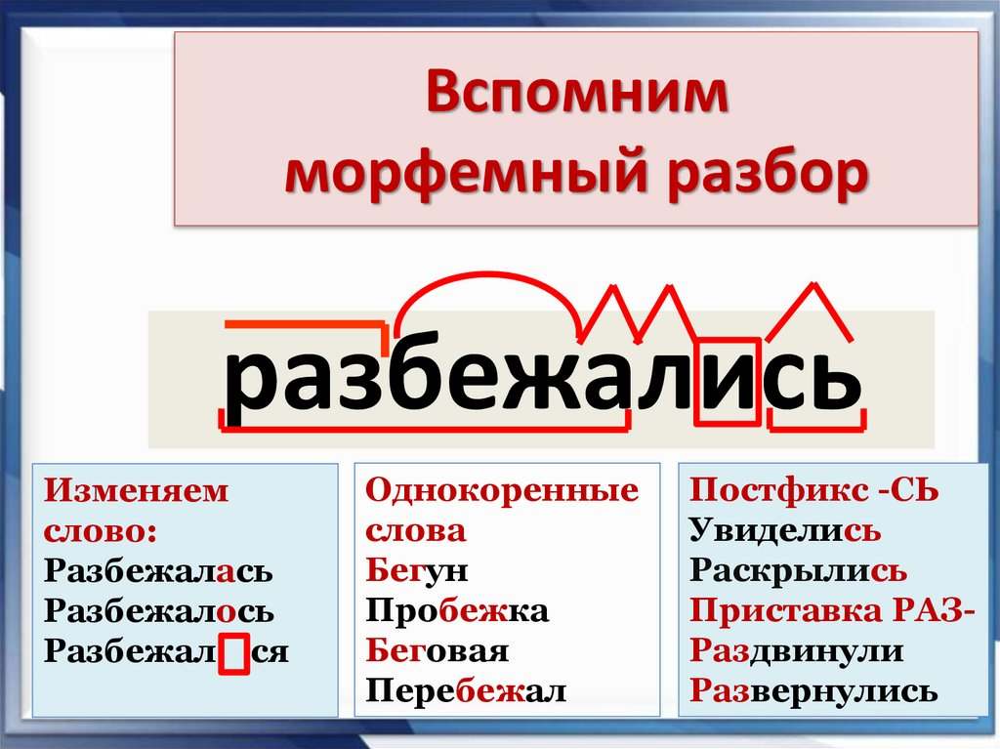 Вспомним
морфемный разбор
разбежались
Изменяем
слово:
Разбежалась
Разбежалось
Разбежал ся
Однокоренные
слова
Бегун
Пробежка
Беговая
Перебежал
Постфикс -СЬ
Увиделись
Раскрылись
Приставка РАЗ-
Раздвинули
Развернулись